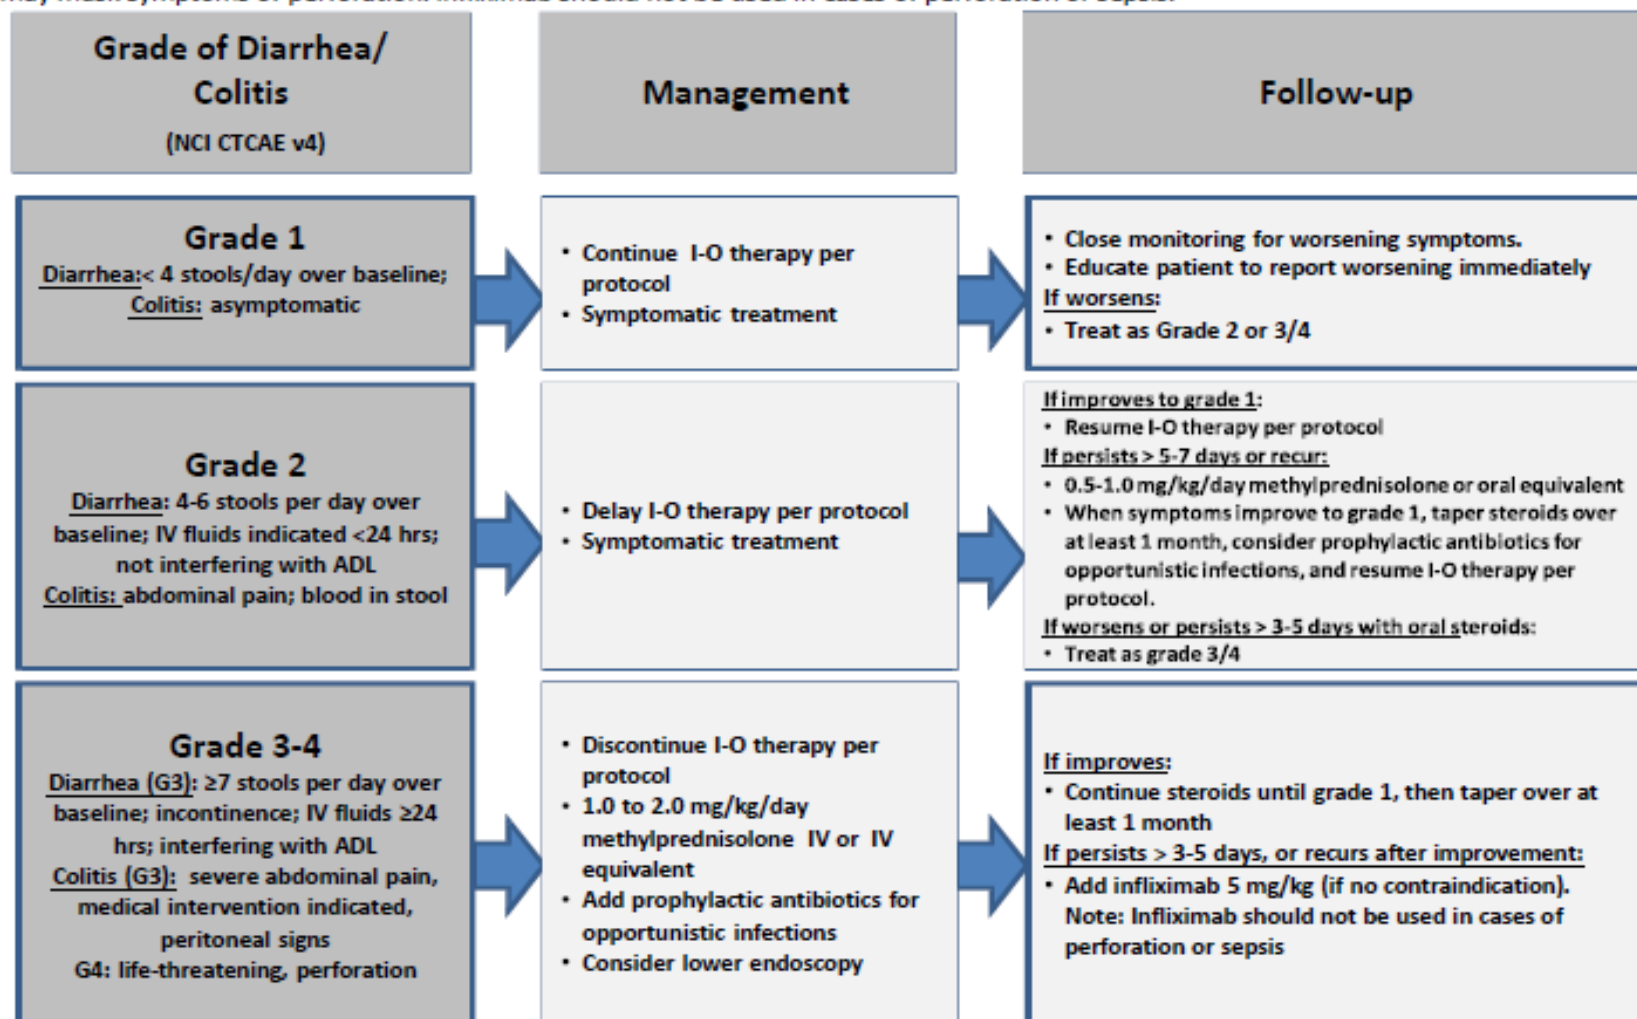 Grade of Diarrhea/
Colitis
(NCI CTCAE v4)
Management
Follow-up
Grade 1
Diarrhea:< 4 stools/day over baseline;
Colitis: asymptomatic
• Continue I-O therapy per
protocol
• Symptomatic treatment
• Close monitoring for worsening symptoms.
• Educate patient to report worsening immediately
If worsens:
• Treat as Grade 2 or 3/4
Grade 2
Diarrhea: 4-6 stools per day over
baseline; IV fluids indicated <24 hrs;
not interfering with ADL
Colitis: abdominal pain; blood in stool
• Delay I-O therapy per protocol
• Symptomatic treatment
If improves to grade 1:
• Resume I-O therapy per protocol
If persists > 5-7 days or recur:
• 0.5-1.0 mg/kg/day methylprednisolone or oral equivalent
• When symptoms improve to grade 1, taper steroids over
at least 1 month, consider prophylactic antibiotics for
opportunistic infections, and resume I-O therapy per
protocol.
If worsens or persists > 3-5 days with oral steroids:
• Treat as grade 3/4
Grade 3-4
Diarrhea (G3): ≥7 stools per day over
baseline; incontinence; IV fluids ≥24
hrs; interfering with ADL
Colitis (G3): severe abdominal pain,
medical intervention indicated,
peritoneal signs
G4: life-threatening, perforation
• Discontinue I-O therapy per
protocol
• 1.0 to 2.0 mg/kg/day
methylprednisolone IV or IV
equivalent
• Add prophylactic antibiotics for
opportunistic infections
• Consider lower endoscopy
If improves:
• Continue steroids until grade 1, then taper over at
least 1 month
If persists > 3-5 days, or recurs after improvement:
• Add infliximab 5 mg/kg (if no contraindication).
Note: Infliximab should not be used in cases of
perforation or sepsis